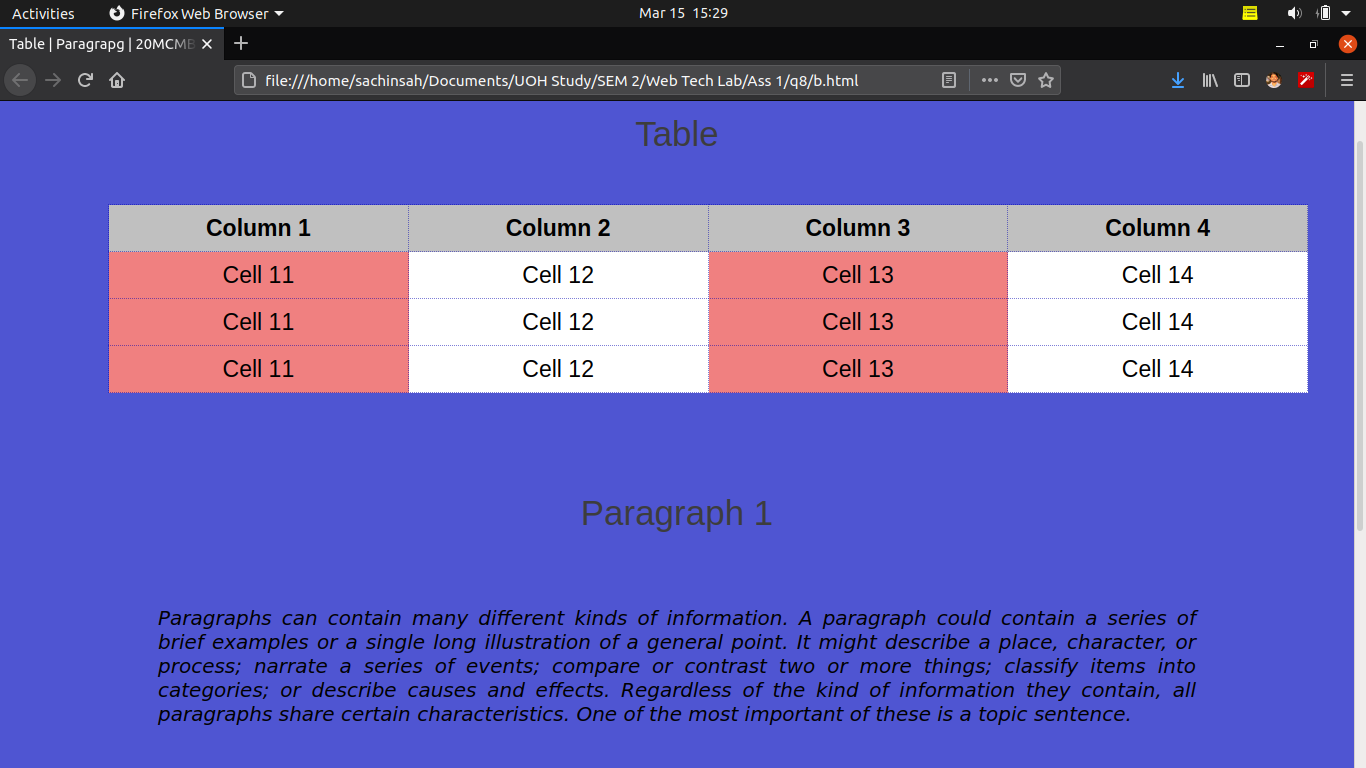 Activities Firefox Web Browser Mar 15 15:29
Table | Paragrapg | 20MCMB
file:///home/sachinsah/Documents/UOH Study/SEM 2/Web Tech Lab/Ass 1/q8/b.html
Table
Column 1 Column 2 Column 3 Column 4
Cell 11 Cell 12 Cell 13 Cell 14
Cell 11 Cell 12 Cell 13 Cell 14
Cell 11 Cell 12 Cell 13 Cell 14
Paragraph 1
Paragraphs can contain many different kinds of information. A paragraph could contain a series of
brief examples or a single long illustration of a general point. It might describe a place, character, or
process; narrate a series of events; compare or contrast two or more things; classify items into
categories; or describe causes and effects. Regardless of the kind of information they contain, all
paragraphs share certain characteristics. One of the most important of these is a topic sentence.